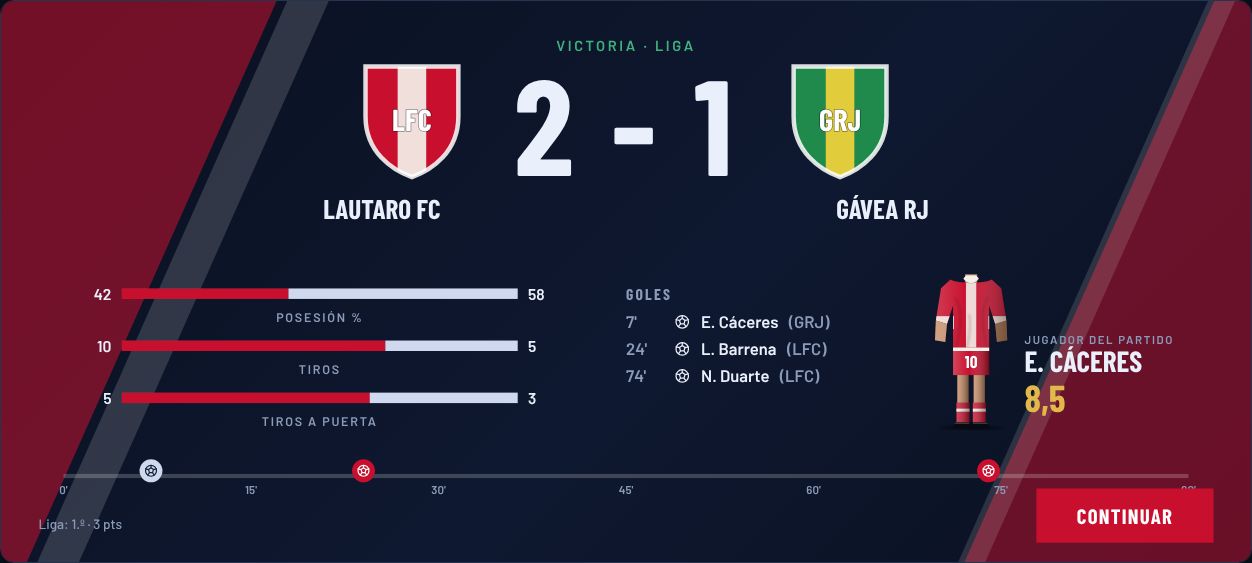 VICTORIA · LIGA
LFC
2 - 1
GRJ
LAUTARO FC
GÁVEA RJ
42
58
POSESIÓN %
10
5
TIROS
5
3
TIROS A PUERTA
GOLES
7' E. Cáceres (GRJ)
24' L. Barrena (LFC)
74' N. Duarte (LFC)
10
JUGADOR DEL PARTIDO
E. CÁCERES
8,5
0' 15' 30' 45' 60' 75' 90'
Liga: 1.ª · 3 pts
CONTINUAR